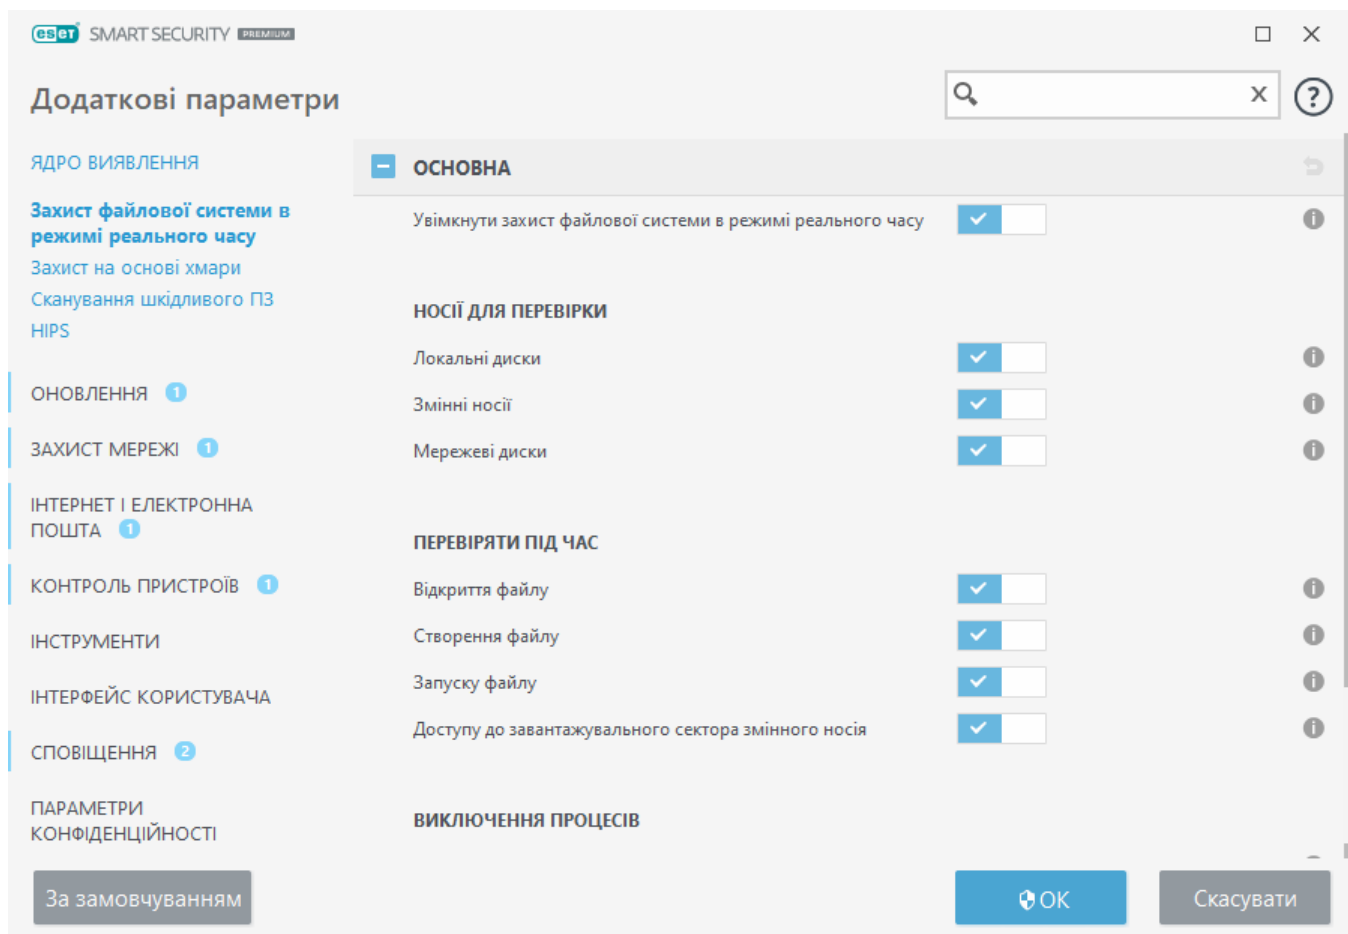 eset SMART SECURITY PREMIUM
Додаткові параметри
x
?
ЯДРО ВИЯВЛЕННЯ
Захист файлової системи в
режимі реального часу
Захист на основі хмари
Сканування шкідливого ПЗ
HIPS
ОНОВЛЕННЯ 1
ЗАХИСТ МЕРЕЖІ 1
ІНТЕРНЕТ І ЕЛЕКТРОННА
ПОШТА 1
КОНТРОЛЬ ПРИСТРОЇВ 1
ІНСТРУМЕНТИ
ІНТЕРФЕЙС КОРИСТУВАЧА
СПОВІЩЕННЯ 2
ПАРАМЕТРИ
КОНФІДЕНЦІЙНОСТІ
ОСНОВНА
Увімкнути захист файлової системи в режимі реального часу
НОСІЇ ДЛЯ ПЕРЕВІРКИ
Локальні диски
Змінні носії
Мережеві диски
ПЕРЕВІРЯТИ ПІД ЧАС
Відкриття файлу
Створення файлу
Запуску файлу
Доступу до завантажувального сектора змінного носія
ВИКЛЮЧЕННЯ ПРОЦЕСІВ
За замовчуванням
ОК
Скасувати